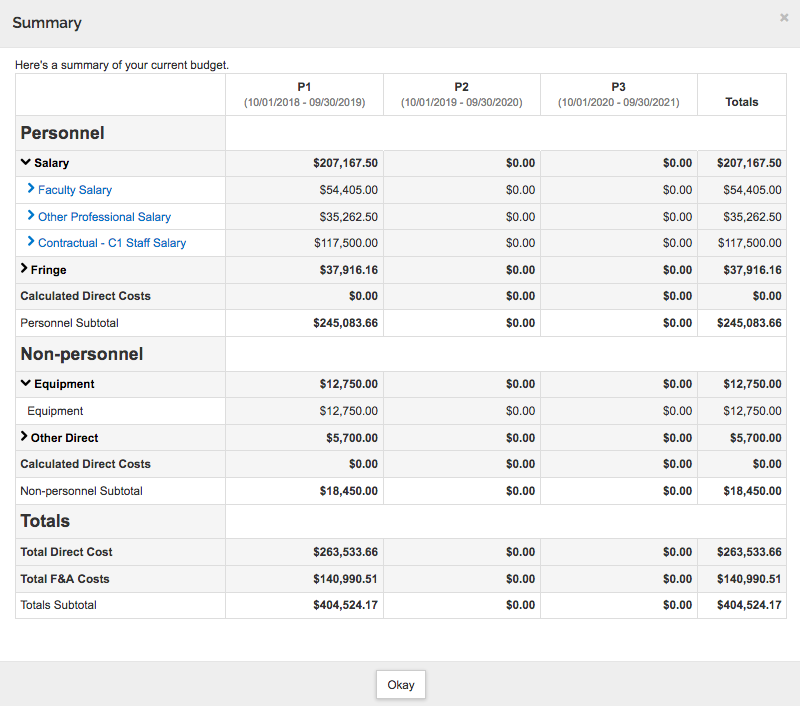 Summary ×
Here's a summary of your current budget.
P1 P2 P3
(10/01/2018 - 09/30/2019) (10/01/2019 - 09/30/2020) (10/01/2020 - 09/30/2021) Totals
Personnel
Salary $207,167.50 $0.00 $0.00 $207,167.50
Faculty Salary $54,405.00 $0.00 $0.00 $54,405.00
Other Professional Salary $35,262.50 $0.00 $0.00 $35,262.50
Contractual - C1 Staff Salary $117,500.00 $0.00 $0.00 $117,500.00
Fringe $37,916.16 $0.00 $0.00 $37,916.16
Calculated Direct Costs $0.00 $0.00 $0.00 $0.00
Personnel Subtotal $245,083.66 $0.00 $0.00 $245,083.66
Non-personnel
Equipment $12,750.00 $0.00 $0.00 $12,750.00
Equipment $12,750.00 $0.00 $0.00 $12,750.00
Other Direct $5,700.00 $0.00 $0.00 $5,700.00
Calculated Direct Costs $0.00 $0.00 $0.00 $0.00
Non-personnel Subtotal $18,450.00 $0.00 $0.00 $18,450.00
Totals
Total Direct Cost $263,533.66 $0.00 $0.00 $263,533.66
Total F&A Costs $140,990.51 $0.00 $0.00 $140,990.51
Totals Subtotal $404,524.17 $0.00 $0.00 $404,524.17
Okay